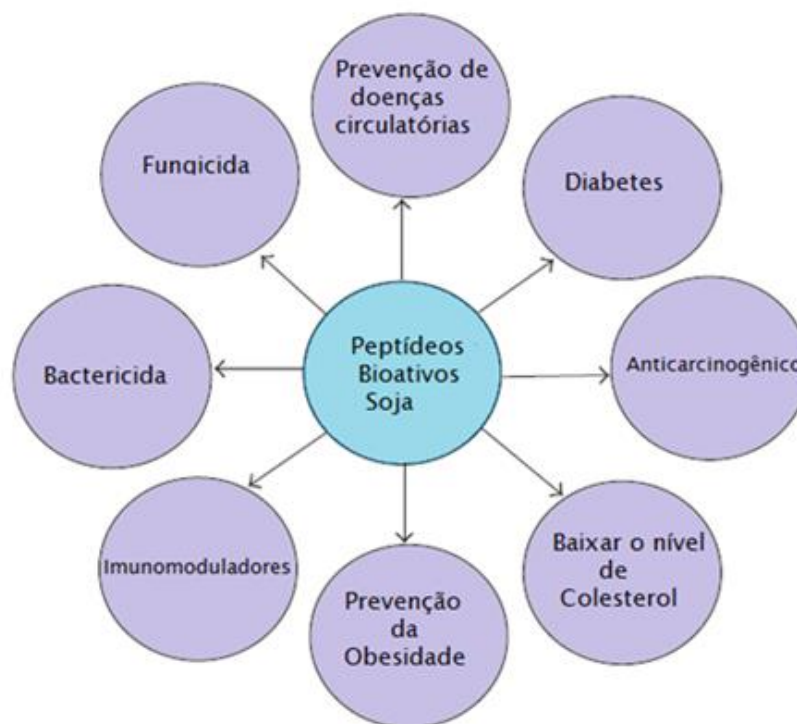 Prevenção de
doenças
circulatórias
Fungicida
Diabetes
Peptídeos
Bioativos
Soja
Anticarcinogênico
Bactericida
Imunomoduladores
Baixar o nível
de
Colesterol
Prevenção
da
Obesidade